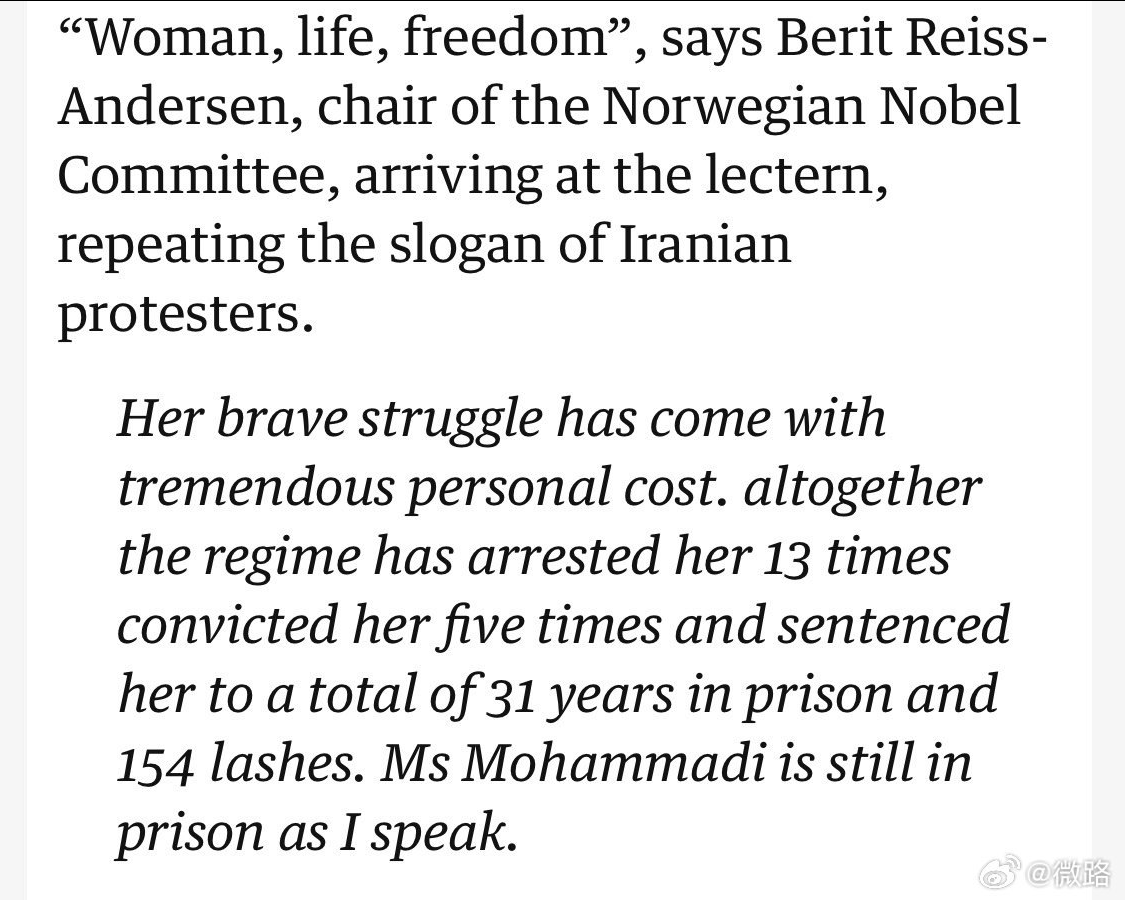 “Woman, life, freedom”, says Berit Reiss-
Andersen, chair of the Norwegian Nobel
Committee, arriving at the lectern,
repeating the slogan of Iranian
protesters.
Her brave struggle has come with
tremendous personal cost. altogether
the regime has arrested her 13 times
convicted her five times and sentenced
her to a total of 31 years in prison and
154 lashes. Ms Mohammadi is still in
prison as I speak.
@微路